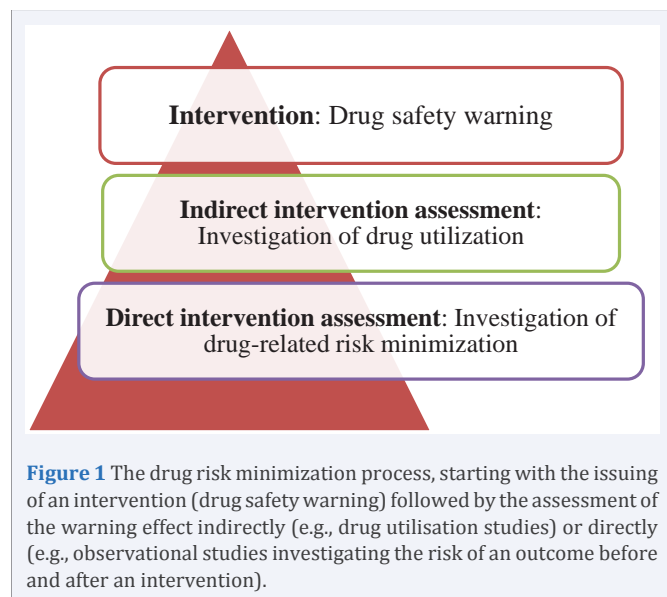 Intervention: Drug safety warning
Indirect intervention assessment:
Investigation of drug utilization
Direct intervention assessment: Investigation of
drug-related risk minimization
Figure 1 The drug risk minimization process, starting with the issuing
of an intervention (drug safety warning) followed by the assessment of
the warning effect indirectly (e.g., drug utilisation studies) or directly
(e.g., observational studies investigating the risk of an outcome before
and after an intervention).